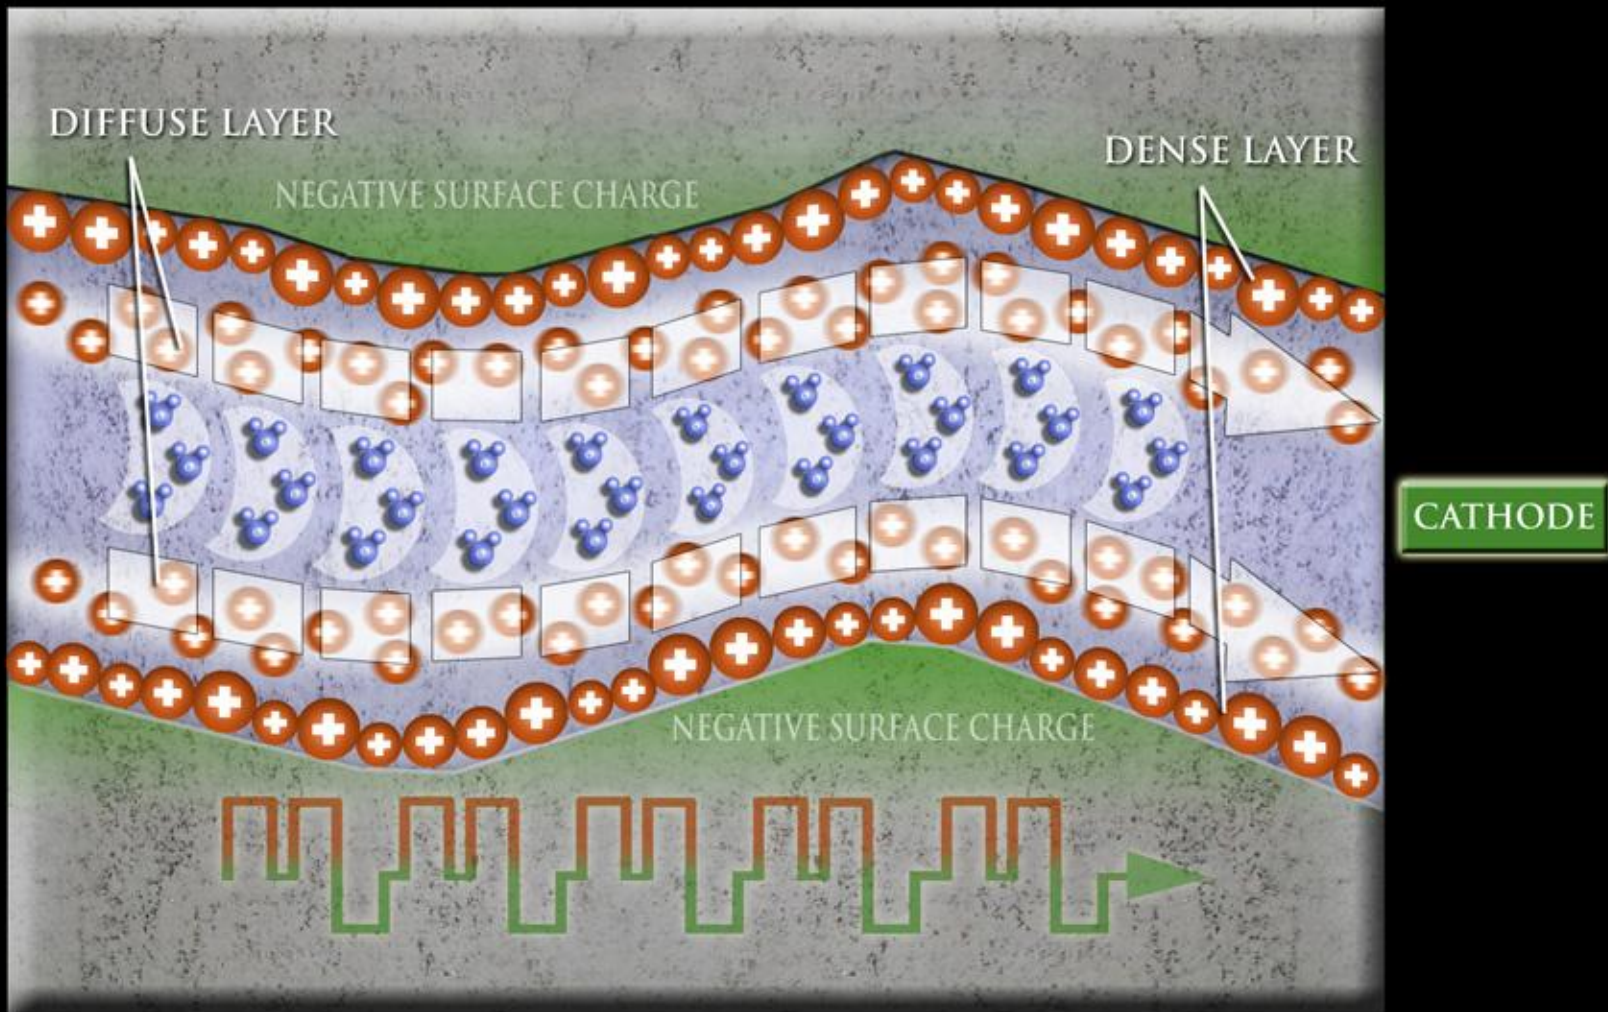 DIFFUSE LAYER
DENSE LAYER
NEGATIVE SURFACE CHARGE
CATHODE
NEGATIVE SURFACE CHARGE